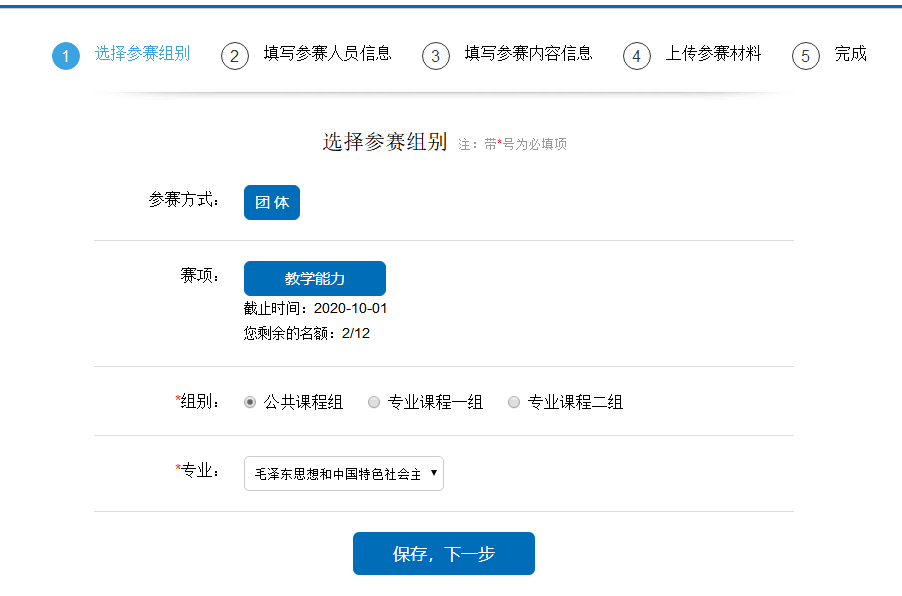 1 选择参赛组别 2 填写参赛人员信息 3 填写参赛内容信息 4 上传参赛材料 5 完成
选择参赛组别 注：带*号为必填项
参赛方式： 团 体
赛项： 教学能力
截止时间：2020-10-01
您剩余的名额：2/12
*组别： 公共课程组 专业课程一组 专业课程二组
*专业： 毛泽东思想和中国特色社会主
保存，下一步